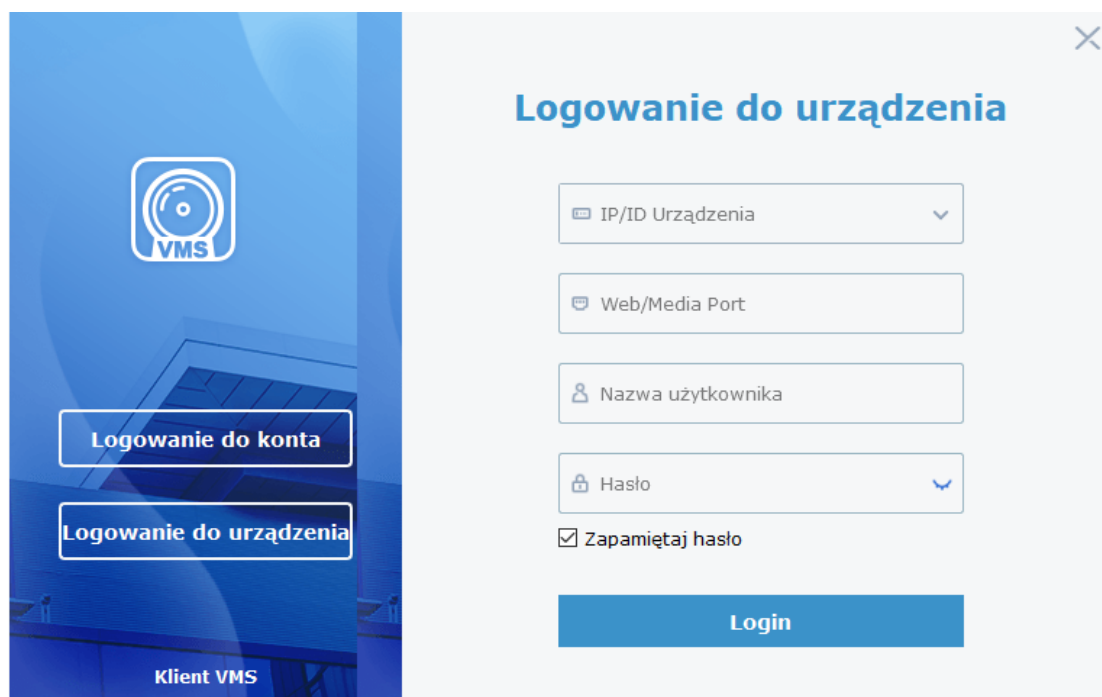 VMS
Logowanie do konta
Logowanie do urządzenia
Klient VMS
Logowanie do urządzenia
IP/ID Urządzenia
Web/Media Port
Nazwa użytkownika
Hasło
Zapamiętaj hasło
Login